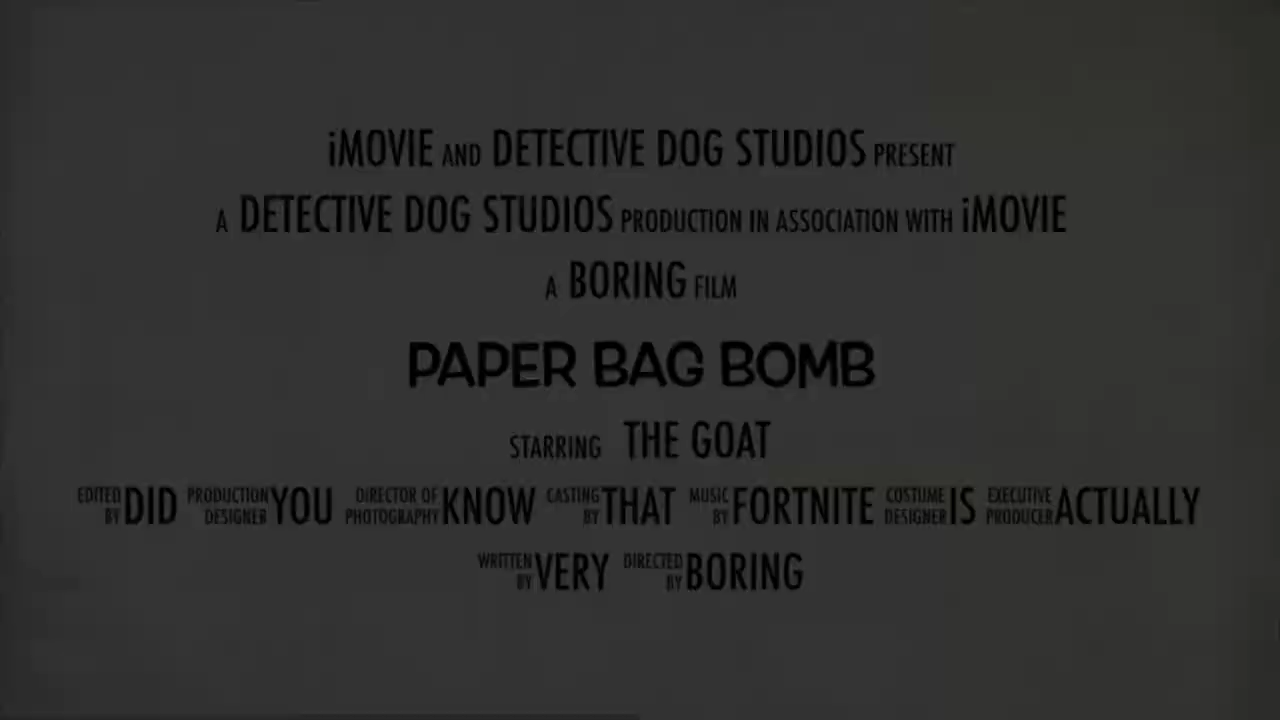 iMOVIE AND DETECTIVE DOG STUDIOS PRESENT
A DETECTIVE DOG STUDIOS PRODUCTION IN ASSOCIATION WITH iMOVIE
A BORING FILM
PAPER BAG BOMB
STARRING THE GOAT
EDITED BY DID PRODUCTION DESIGNER YOU DIRECTOR OF PHOTOGRAPHY KNOW CASTING BY THAT MUSIC BY FORTNITE COSTUME DESIGNER IS EXECUTIVE PRODUCER ACTUALLY
WRITTEN BY VERY DIRECTED BY BORING